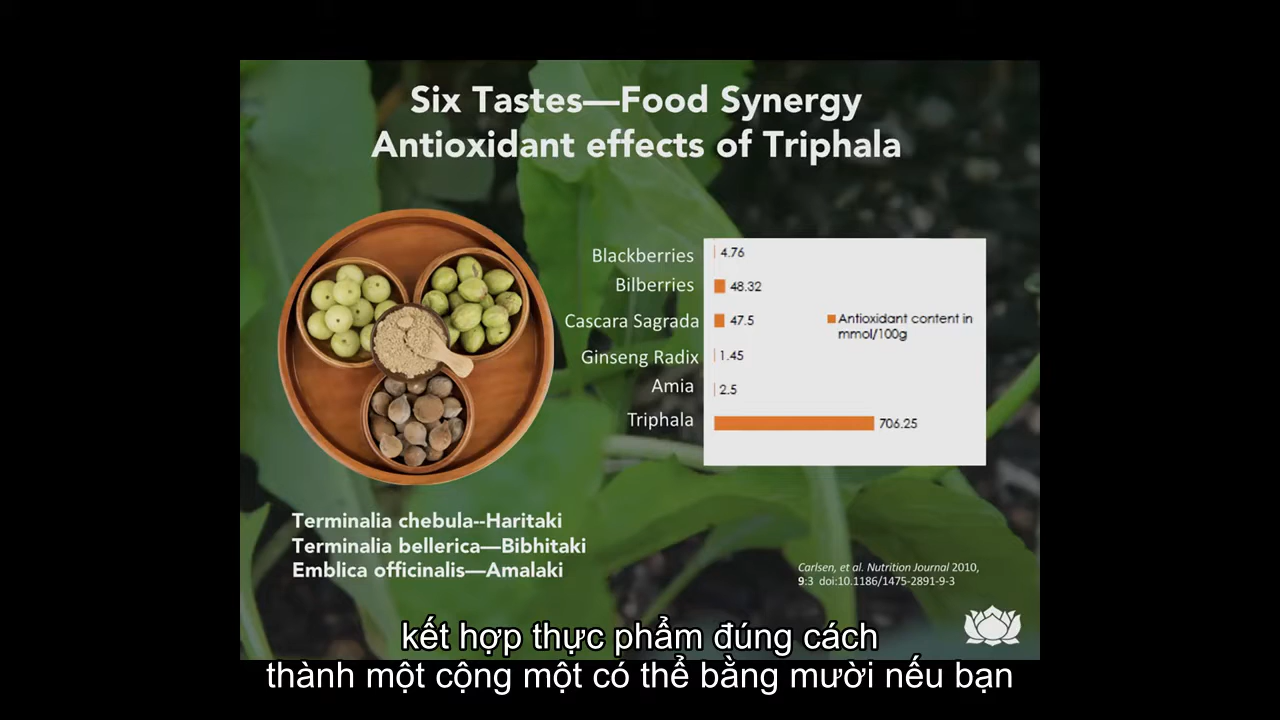 Six Tastes—Food Synergy
Antioxidant effects of Triphala
Blackberries 4.76
Bilberries 48.32
Cascara Sagrada 47.5
Antioxidant content in
mmol/100g
Ginseng Radix 1.45
Amia 2.5
Triphala 706.25
Terminalia chebula--Haritaki
Terminalia bellerica—Bibhitaki
Emblica officinalis—Amalaki
Carlsen, et al. Nutrition Journal 2010,
9:3 doi:10.1186/1475-2891-9-3
kết hợp thực phẩm đúng cách
thành một cộng một có thể bằng mười nếu bạn